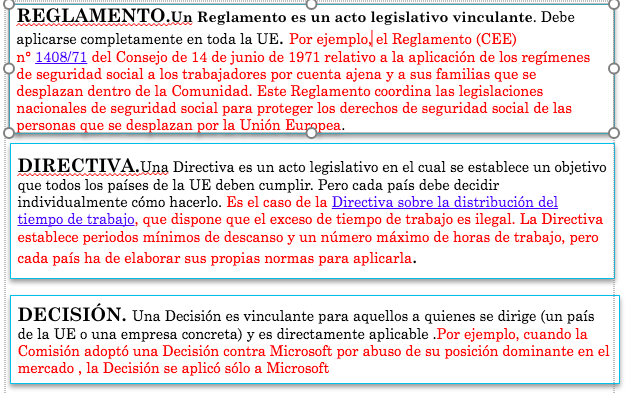 REGLAMENTO.Un Reglamento es un acto legislativo vinculante. Debe
aplicarse completamente en toda la UE. Por ejemplo, el Reglamento (CEE)
nº 1408/71 del Consejo de 14 de junio de 1971 relativo a la aplicación de los regímenes
de seguridad social a los trabajadores por cuenta ajena y a sus familias que se
desplazan dentro de la Comunidad. Este Reglamento coordina las legislaciones
nacionales de seguridad social para proteger los derechos de seguridad social de las
personas que se desplazan por la Unión Europea.
DIRECTIVA.Una Directiva es un acto legislativo en el cual se establece un objetivo
que todos los países de la UE deben cumplir. Pero cada país debe decidir
individualmente cómo hacerlo. Es el caso de la Directiva sobre la distribución del
tiempo de trabajo, que dispone que el exceso de tiempo de trabajo es ilegal. La Directiva
establece periodos mínimos de descanso y un número máximo de horas de trabajo, pero
cada país ha de elaborar sus propias normas para aplicarla.
DECISIÓN. Una Decisión es vinculante para aquellos a quienes se dirige (un país
de la UE o una empresa concreta) y es directamente aplicable .Por ejemplo, cuando la
Comisión adoptó una Decisión contra Microsoft por abuso de su posición dominante en el
mercado , la Decisión se aplicó sólo a Microsoft